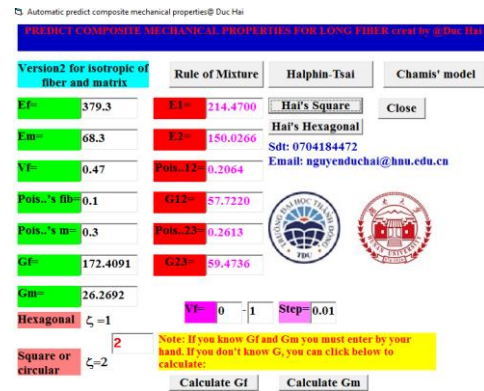 Automatic predict composite mechanical properties@ Duc Hai
PREDICT COMPOSITE MECHANICAL PROPERTIES FOR LONG FIBER creat by @Duc Hai
Version2 for isotropic of
fiber and matrix
Rule of Mixture
Halphin-Tsai
Chamis' model
Ef=
379.3
E1=
214.4700
Hai's Square
Close
Em=
68.3
E2=
150.0266
Hai's Hexagonal
Vf=
0.47
Pois..12=
0.2064
Sdt: 0704184472
Email: nguyenduchai@hnu.edu.cn
Pois..'s fib=
0.1
G12=
57.7220
Pois..'s m=
0.3
Pois..23=
0.2613
Gf=
172.4091
G23=
59.4736
TDU
Gm=
26.2692
Vf=
0
-
1
Step=
0.01
Hexagonal
ζ =1
Square or
circular
ζ=2
2
Note: If you know Gf and Gm you must enter by your
hand. If you don't know G, you can click below to
calculate:
Calculate Gf
Calculate Gm